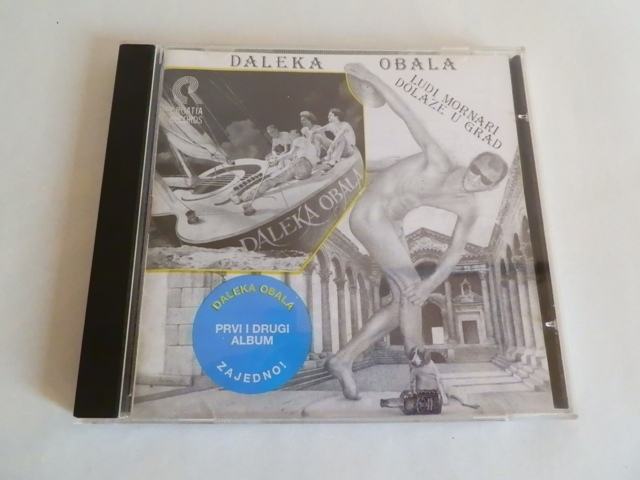 DALEKA OBALA
LUDI MORNARI
DOLAZE U GRAD
CROATIA
RECORDS
DALEKA OBALA
DALEKA OBALA
PRVI I DRUGI
ALBUM
ZAJEDNO!